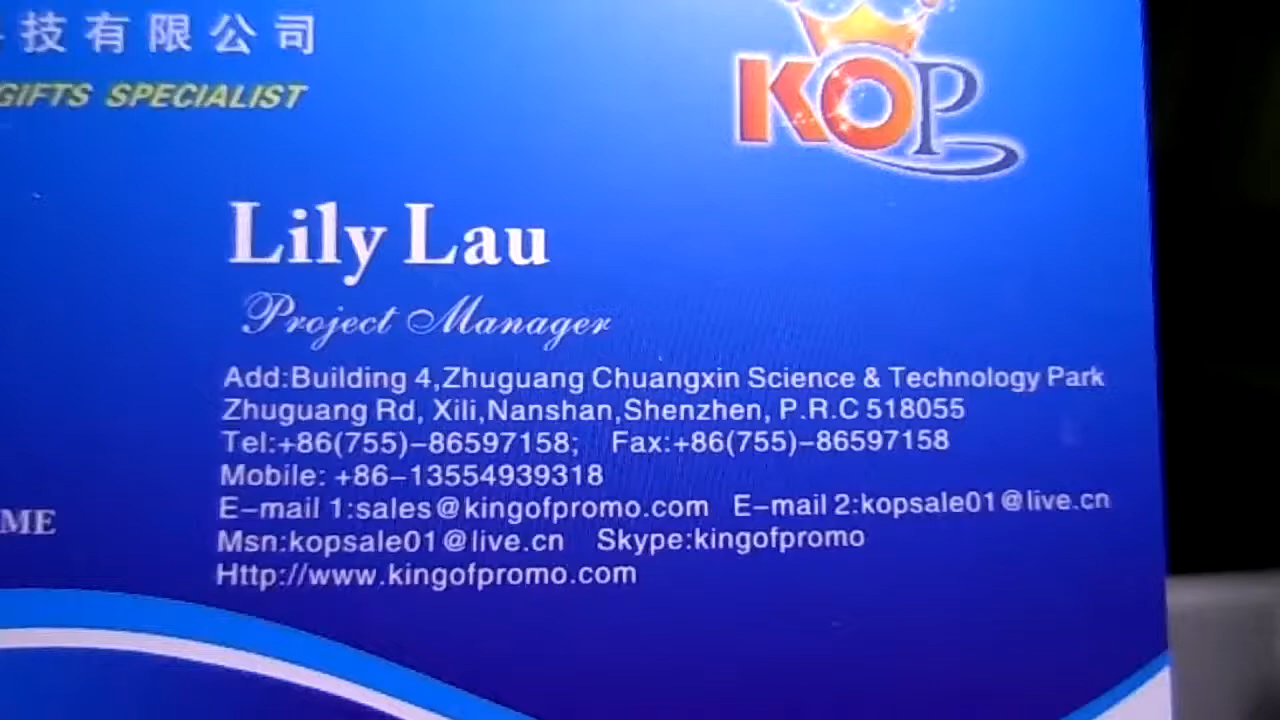 技有限公司
GIFTS SPECIALIST
KOP
Lily Lau
Project Manager
Add:Building 4,Zhuguang Chuangxin Science & Technology Park
Zhuguang Rd, Xili,Nanshan,Shenzhen, P.R.C 518055
Tel:+86(755)-86597158; Fax:+86(755)-86597158
Mobile: +86-13554939318
E-mail 1:sales@kingofpromo.com E-mail 2:kopsale01@live.cn
ME
Msn:kopsale01@live.cn Skype:kingofpromo
Http://www.kingofpromo.com